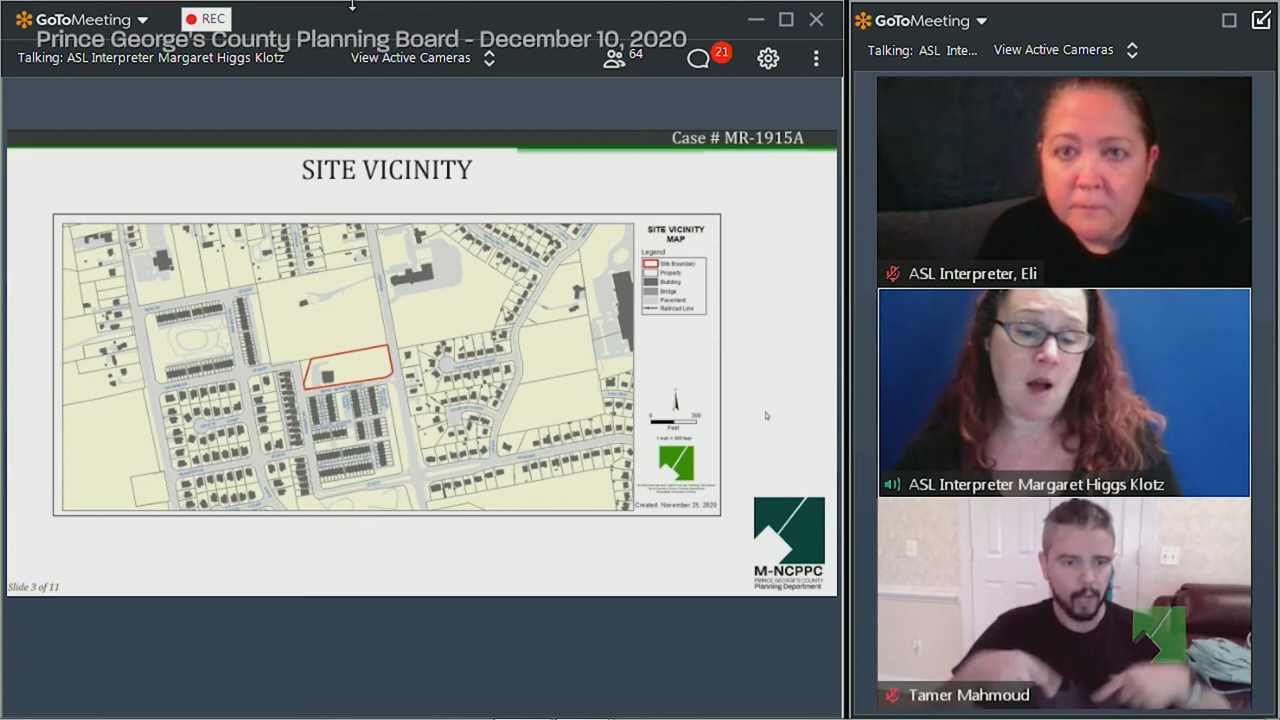 GoToMeeting
REC
Prince George's County Planning Board - December 10, 2020
Talking: ASL Interpreter Margaret Higgs Klotz
View Active Cameras
64
21
Case # MR-1915A
SITE VICINITY
SITE VICINITY
MAP
Legend
Site Boundary
Property
Building
Bridge
Pavement
Railroad Line
0
200
Feet
Created: November 25, 2020
M-NCPPC
PRINCE GEORGE'S COUNTY
Planning Department
Slide 3 of 11
GoToMeeting
Talking: ASL Inte...
View Active Cameras
ASL Interpreter, Eli
ASL Interpreter Margaret Higgs Klotz
Tamer Mahmoud